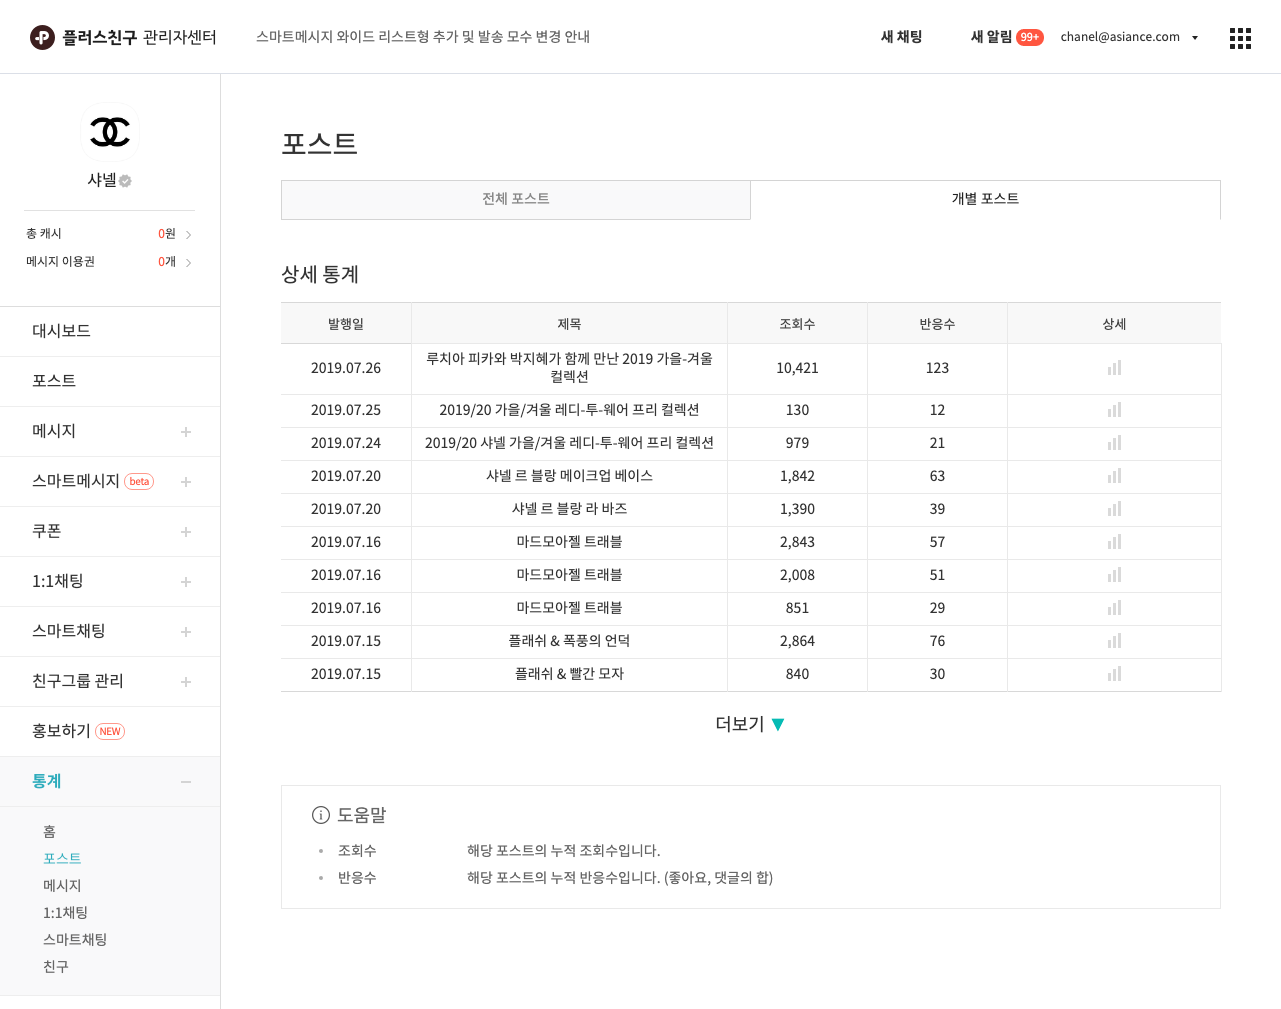 플러스친구 관리자센터
스마트메시지 와이드 리스트형 추가 및 발송 모수 변경 안내
새 채팅
새 알림 99+
chanel@asiance.com
샤넬
총 캐시 0원
메시지 이용권 0개
대시보드
포스트
메시지
스마트메시지 beta
쿠폰
1:1채팅
스마트채팅
친구그룹 관리
홍보하기 NEW
통계
홈
포스트
메시지
1:1채팅
스마트채팅
친구
포스트
전체 포스트 개별 포스트
상세 통계
발행일 제목 조회수 반응수 상세
2019.07.26 루치아 피카와 박지혜가 함께 만난 2019 가을-겨울 10,421 123
컬렉션
2019.07.25 2019/20 가을/겨울 레디-투-웨어 프리 컬렉션 130 12
2019.07.24 2019/20 샤넬 가을/겨울 레디-투-웨어 프리 컬렉션 979 21
2019.07.20 샤넬 르 블랑 메이크업 베이스 1,842 63
2019.07.20 샤넬 르 블랑 라 바즈 1,390 39
2019.07.16 마드모아젤 트래블 2,843 57
2019.07.16 마드모아젤 트래블 2,008 51
2019.07.16 마드모아젤 트래블 851 29
2019.07.15 플래쉬 & 폭풍의 언덕 2,864 76
2019.07.15 플래쉬 & 빨간 모자 840 30
더보기 ▼
도움말
• 조회수 해당 포스트의 누적 조회수입니다.
• 반응수 해당 포스트의 누적 반응수입니다. (좋아요, 댓글의 합)